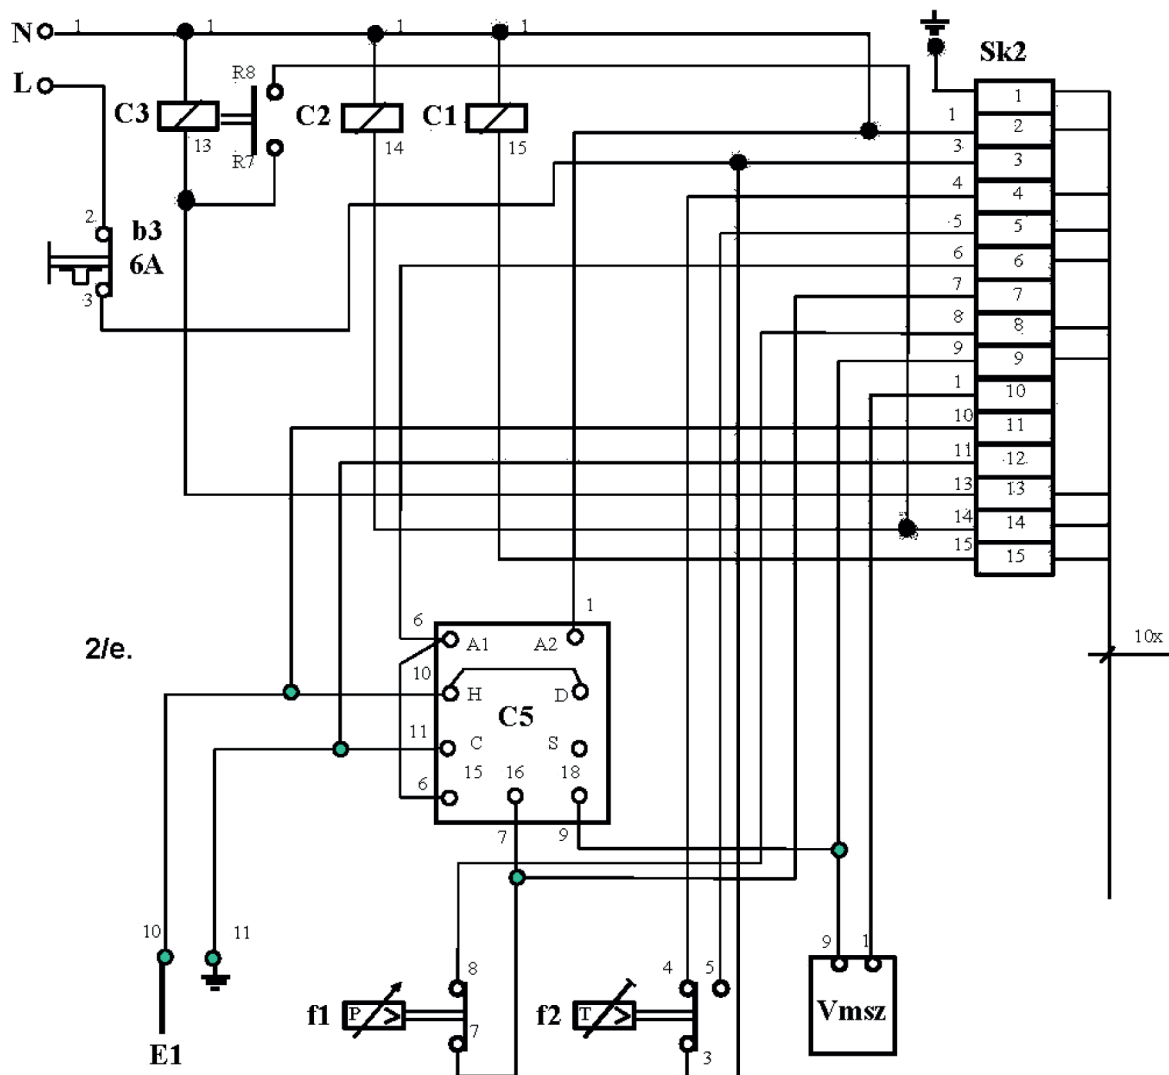 N 1 1 1 1
L
Sk2
R8
C3 C2 C1
13 14 15
R7
1 1
2
3 3
4 4
5 5
6 6
7 7
8 8
9 9
1 10
10 11
11 12
13 13
14 14
15 15
2 b3
6A
3
10x
2/e.
6 1
A1 A2
10 H D
C5
11 C S
15 16 18
6
7 9
10 11
E1
8
f1 P 7
4 5
f2 T 3
9 1
Vmsz